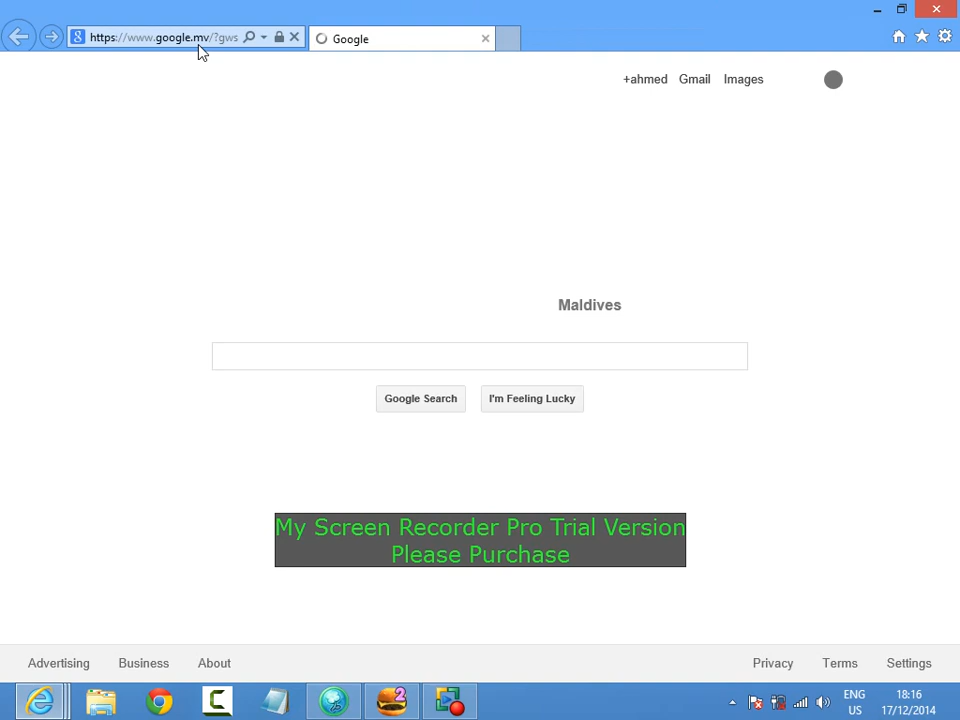 https://www.google.mv/?gws
Google
+ahmed Gmail Images
Maldives
Google Search I'm Feeling Lucky
My Screen Recorder Pro Trial Version
Please Purchase
Advertising Business About Privacy Terms Settings
ENG 18:16
US 17/12/2014